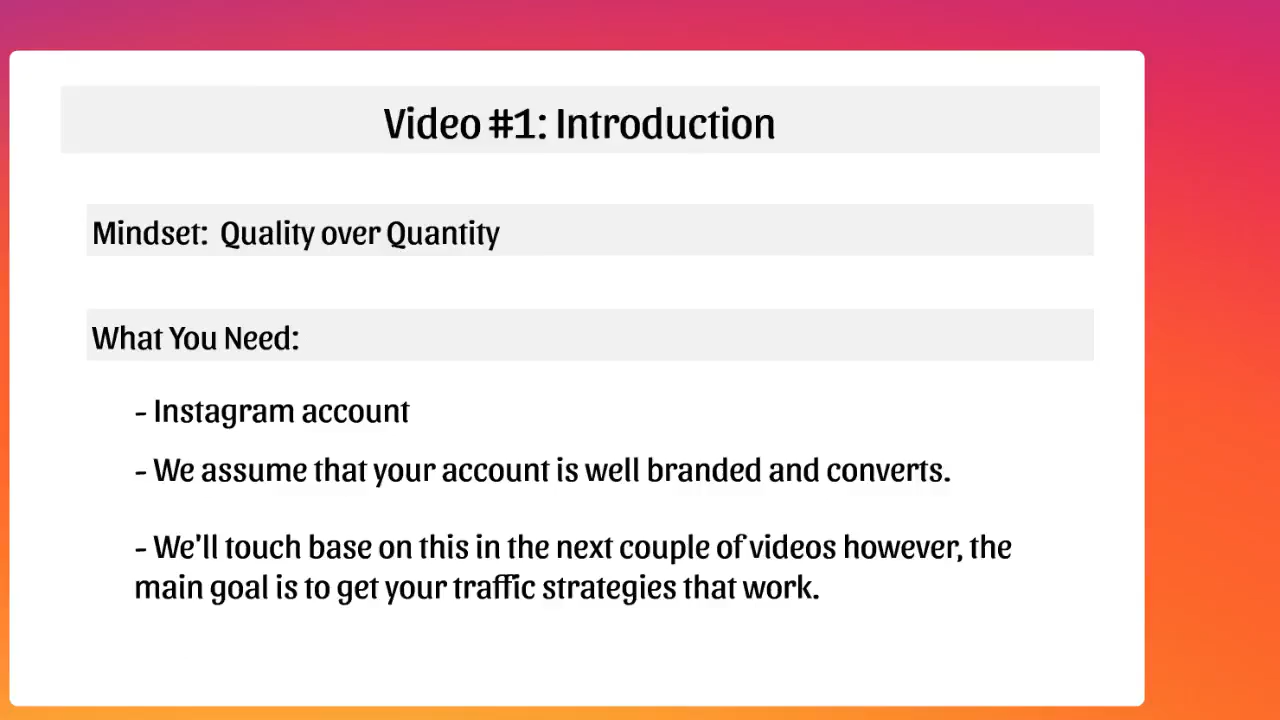 Video #1: Introduction
Mindset: Quality over Quantity
What You Need:
- Instagram account
- We assume that your account is well branded and converts.
- We'll touch base on this in the next couple of videos however, the
main goal is to get your traffic strategies that work.